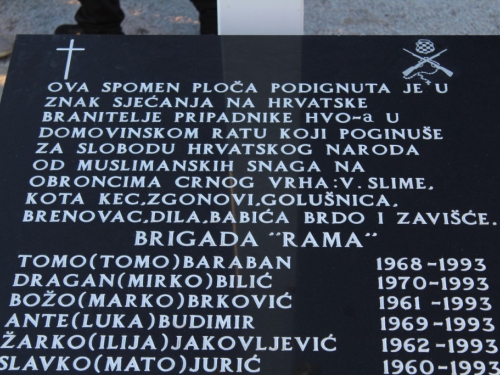 OVA SPOMEN PLOČA PODIGNUTA JE U
ZNAK SJEĆANJA NA HRVATSKE
BRANITELJE PRIPADNIKE HVO-a U
DOMOVINSKOM RATU KOJI POGINUŠE
ZA SLOBODU HRVATSKOG NARODA
OD MUSLIMANSKIH SNAGA NA
OBRONCIMA CRNOG VRHA:V. SLIME,
KOTA KEC,ZGONOVI,GOLUŠNICA,
BRENOVAC,DILA,BABIĆA BRDO I ZAVIŠĆE.
BRIGADA "RAMA"
TOMO(TOMO)BARABAN 1968-1993
DRAGAN(MIRKO)BILIĆ 1970-1993
BOŽO(MARKO)BRKOVIĆ 1961-1993
ANTE(LUKA)BUDIMIR 1969-1993
ŽARKO(ILIJA)JAKOVLJEVIĆ 1962-1993
SLAVKO(MATO)JURIĆ 1960-1993